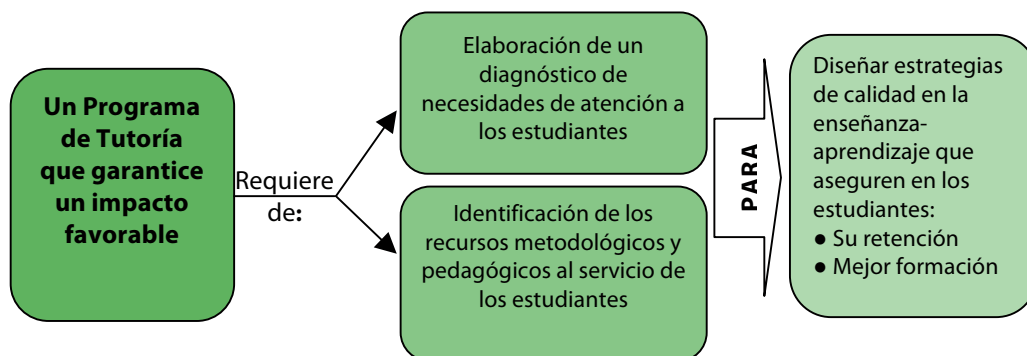 Un Programa
de Tutoría
que garantice
un impacto
favorable
Requiere
de:
Elaboración de un
diagnóstico de
necesidades de atención a
los estudiantes
Identificación de los
recursos metodológicos y
pedagógicos al servicio de
los estudiantes
PARA
Diseñar estrategias
de calidad en la
enseñanza-
aprendizaje que
aseguren en los
estudiantes:
● Su retención
● Mejor formación